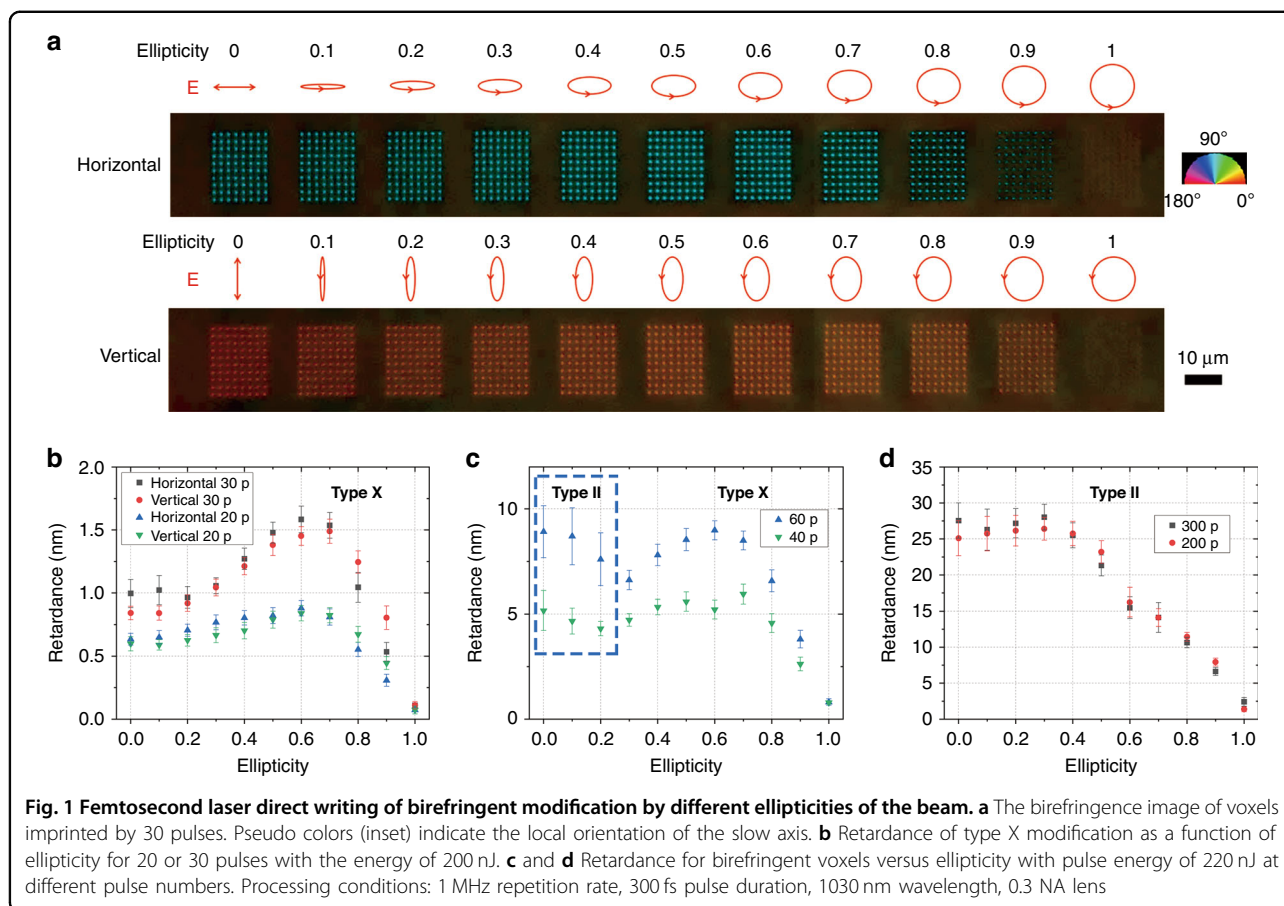 a
Ellipticity 0 0.1 0.2 0.3 0.4 0.5 0.6 0.7 0.8 0.9 1
E
Horizontal
90°
180° 0°
Ellipticity 0 0.1 0.2 0.3 0.4 0.5 0.6 0.7 0.8 0.9 1
E
Vertical
10 μm
b
2.0
1.5
1.0
0.5
0.0
Retardance (nm)
Horizontal 30 p
Vertical 30 p
Horizontal 20 p
Vertical 20 p
Type X
0.0 0.2 0.4 0.6 0.8 1.0
Ellipticity
c
10
5
0
Retardance (nm)
Type II
Type X
60 p
40 p
0.0 0.2 0.4 0.6 0.8 1.0
Ellipticity
d
35
30
25
20
15
10
5
0
Retardance (nm)
Type II
300 p
200 p
0.0 0.2 0.4 0.6 0.8 1.0
Ellipticity
Fig. 1 Femtosecond laser direct writing of birefringent modification by different ellipticities of the beam. a The birefringence image of voxels
imprinted by 30 pulses. Pseudo colors (inset) indicate the local orientation of the slow axis. b Retardance of type X modification as a function of
ellipticity for 20 or 30 pulses with the energy of 200 nJ. c and d Retardance for birefringent voxels versus ellipticity with pulse energy of 220 nJ at
different pulse numbers. Processing conditions: 1 MHz repetition rate, 300 fs pulse duration, 1030 nm wavelength, 0.3 NA lens